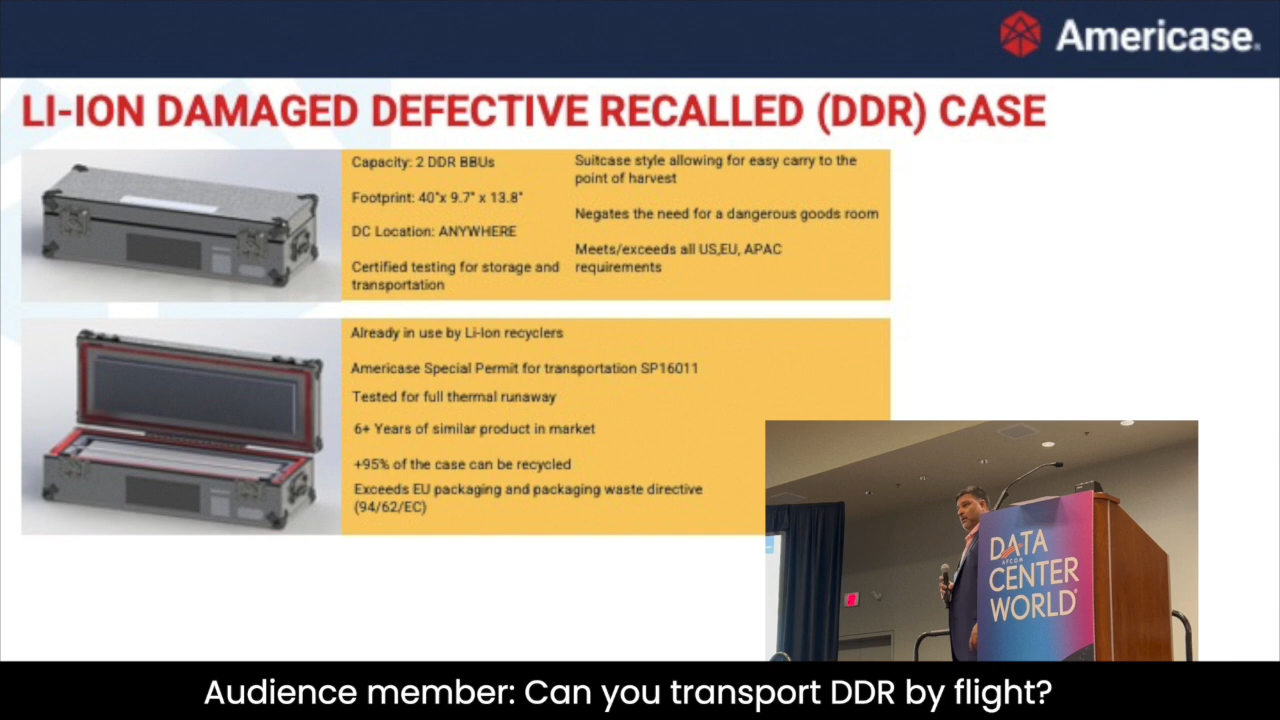 Americase.
LI-ION DAMAGED DEFECTIVE RECALLED (DDR) CASE
Capacity: 2 DDR BBUs
Footprint: 40"x 9.7" x 13.8"
DC Location: ANYWHERE
Certified testing for storage and
transportation
Suitcase style allowing for easy carry to the
point of harvest
Negates the need for a dangerous goods room
Meets/exceeds all US,EU, APAC
requirements
Already in use by Li-Ion recyclers
Americase Special Permit for transportation SP16011
Tested for full thermal runaway
6+ Years of similar product in market
+95% of the case can be recycled
Exceeds EU packaging and packaging waste directive
(94/62/EC)
DATA
AFCOM
CENTER
WORLD
Audience member: Can you transport DDR by flight?